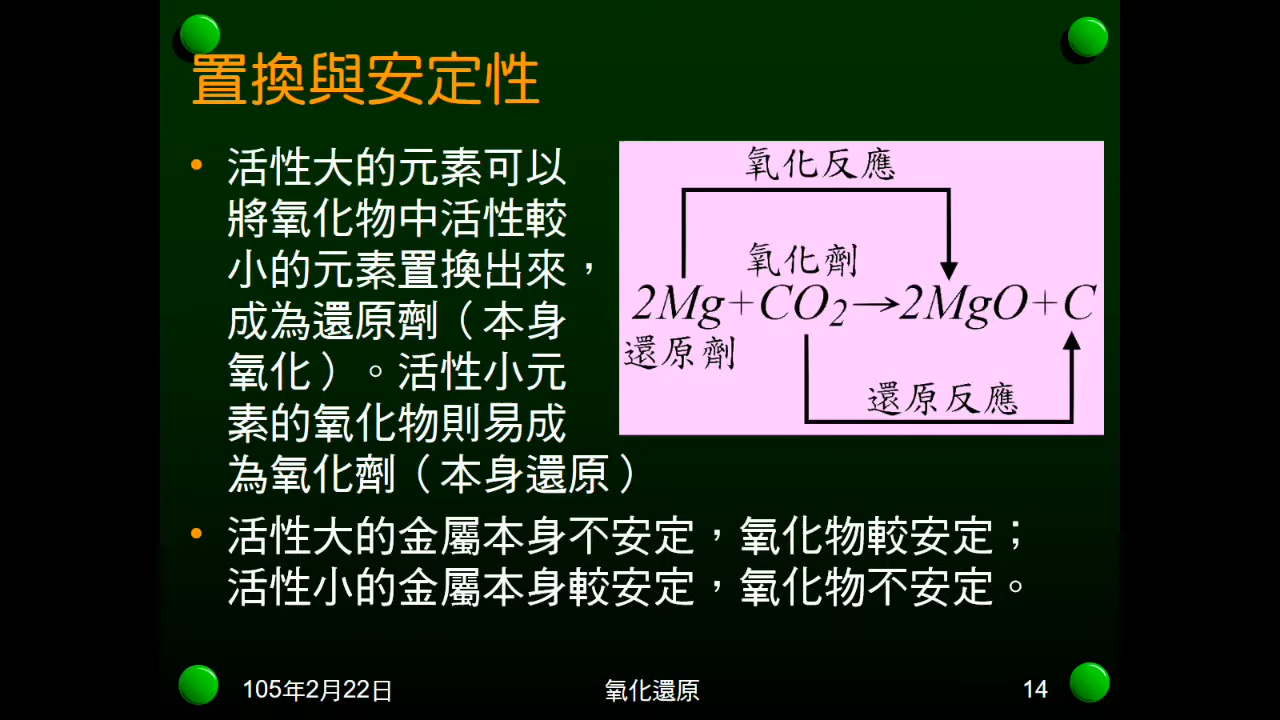 置換與安定性
• 活性大的元素可以
將氧化物中活性較
小的元素置換出來，
成為還原劑（本身
氧化）。活性小元
素的氧化物則易成
為氧化劑（本身還原）
氧化反應
氧化劑
2Mg+CO₂→2MgO+C
還原劑
還原反應
• 活性大的金屬本身不安定，氧化物較安定；
活性小的金屬本身較安定，氧化物不安定。
105年2月22日
氧化還原
14